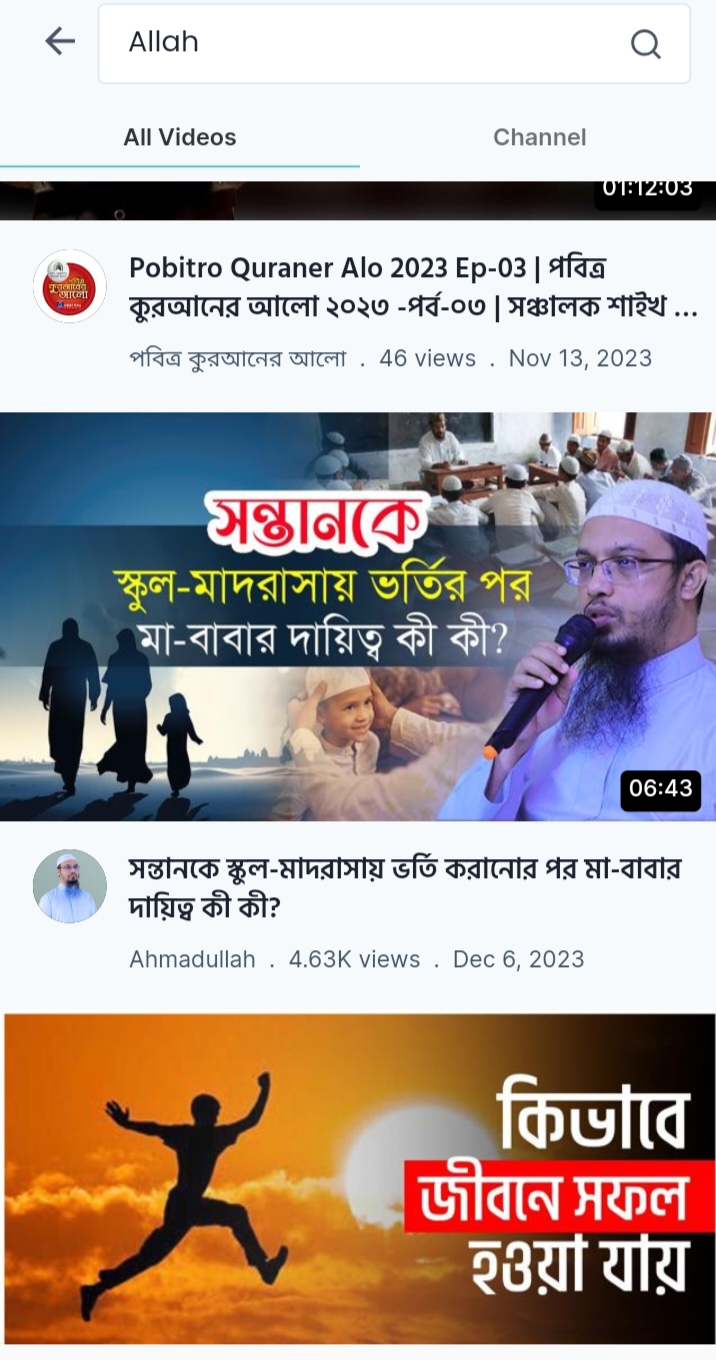 Allah
All Videos
Channel
01:12:03
Pobitro Quraner Alo 2023 Ep-03 | পবিত্র
কুরআনের আলো ২০২৩ -পর্ব-০৩ | সঞ্চালক শাইখ ...
পবিত্র কুরআনের আলো . 46 views . Nov 13, 2023
সন্তানকে
স্কুল-মাদরাসায় ভর্তির পর
মা-বাবার দায়িত্ব কী কী?
06:43
সন্তানকে স্কুল-মাদরাসায় ভর্তি করানোর পর মা-বাবার
দায়িত্ব কী কী?
Ahmadullah . 4.63K views . Dec 6, 2023
কিভাবে
জীবনে সফল
হওয়া যায়